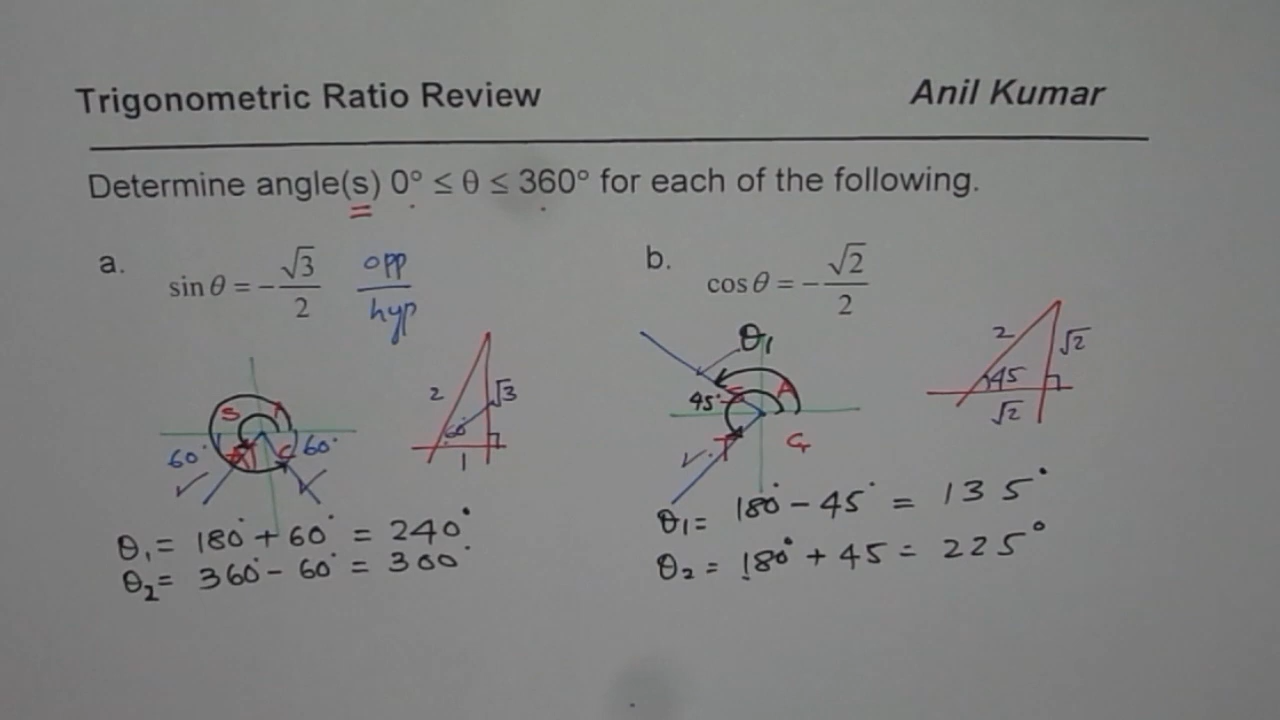 Trigonometric Ratio Review Anil Kumar
Determine angle(s) 0° ≤ θ ≤ 360° for each of the following.
a. sin θ = -√3/2 opp/hyp
2 √3 60° 1
S A T C
60° 60°
θ₁ = 180° + 60° = 240°
θ₂ = 360° - 60° = 300°
b. cos θ = -√2/2
θ₁
2 √2 45 √2
45° S A T C
θ₁ = 180° - 45° = 135°
θ₂ = 180° + 45 = 225°